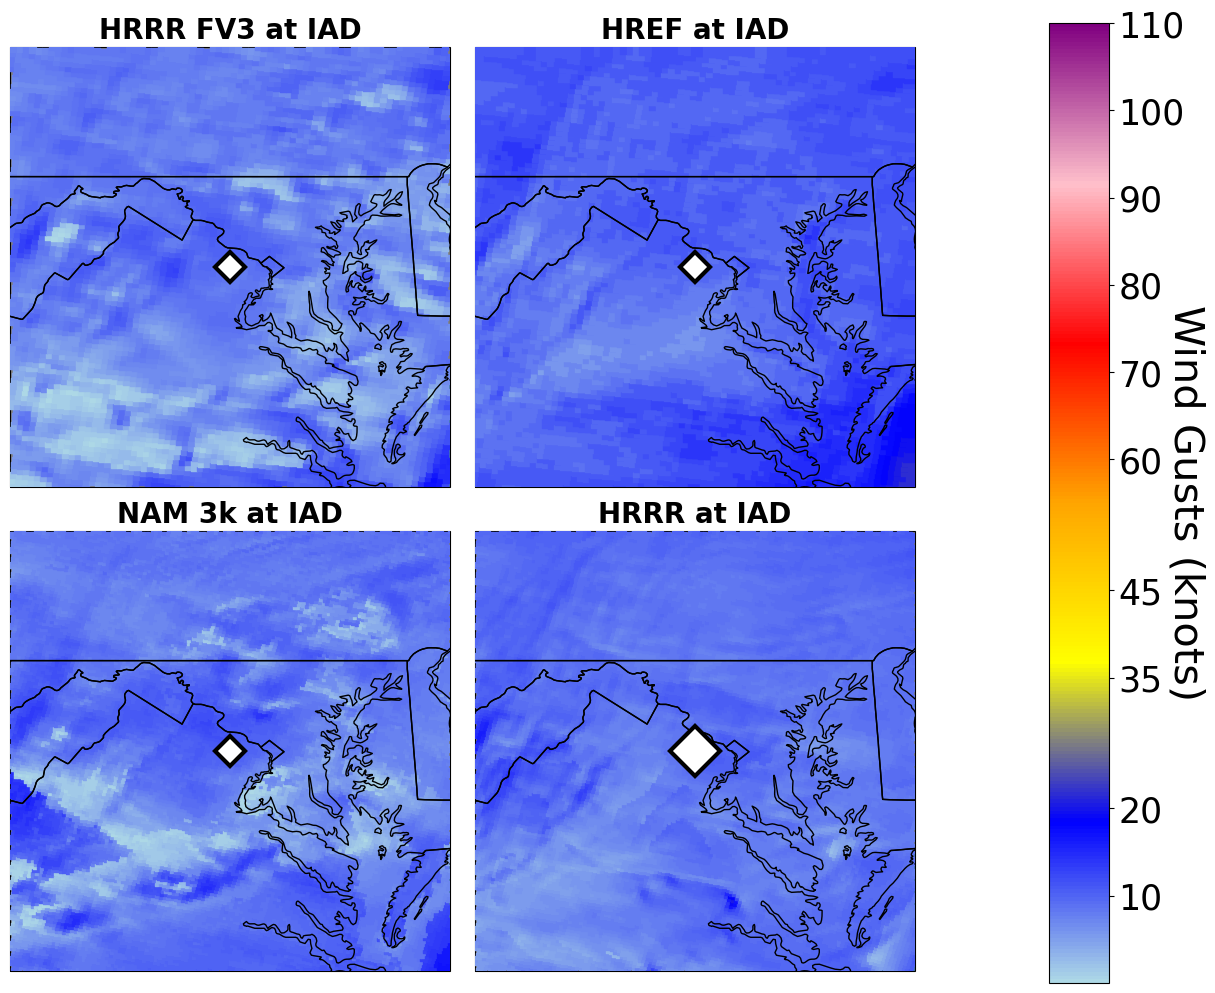 HRRR FV3 at IAD
HREF at IAD
NAM 3k at IAD
HRRR at IAD
110
100
90
80
70
60
45
35
20
10
Wind Gusts (knots)